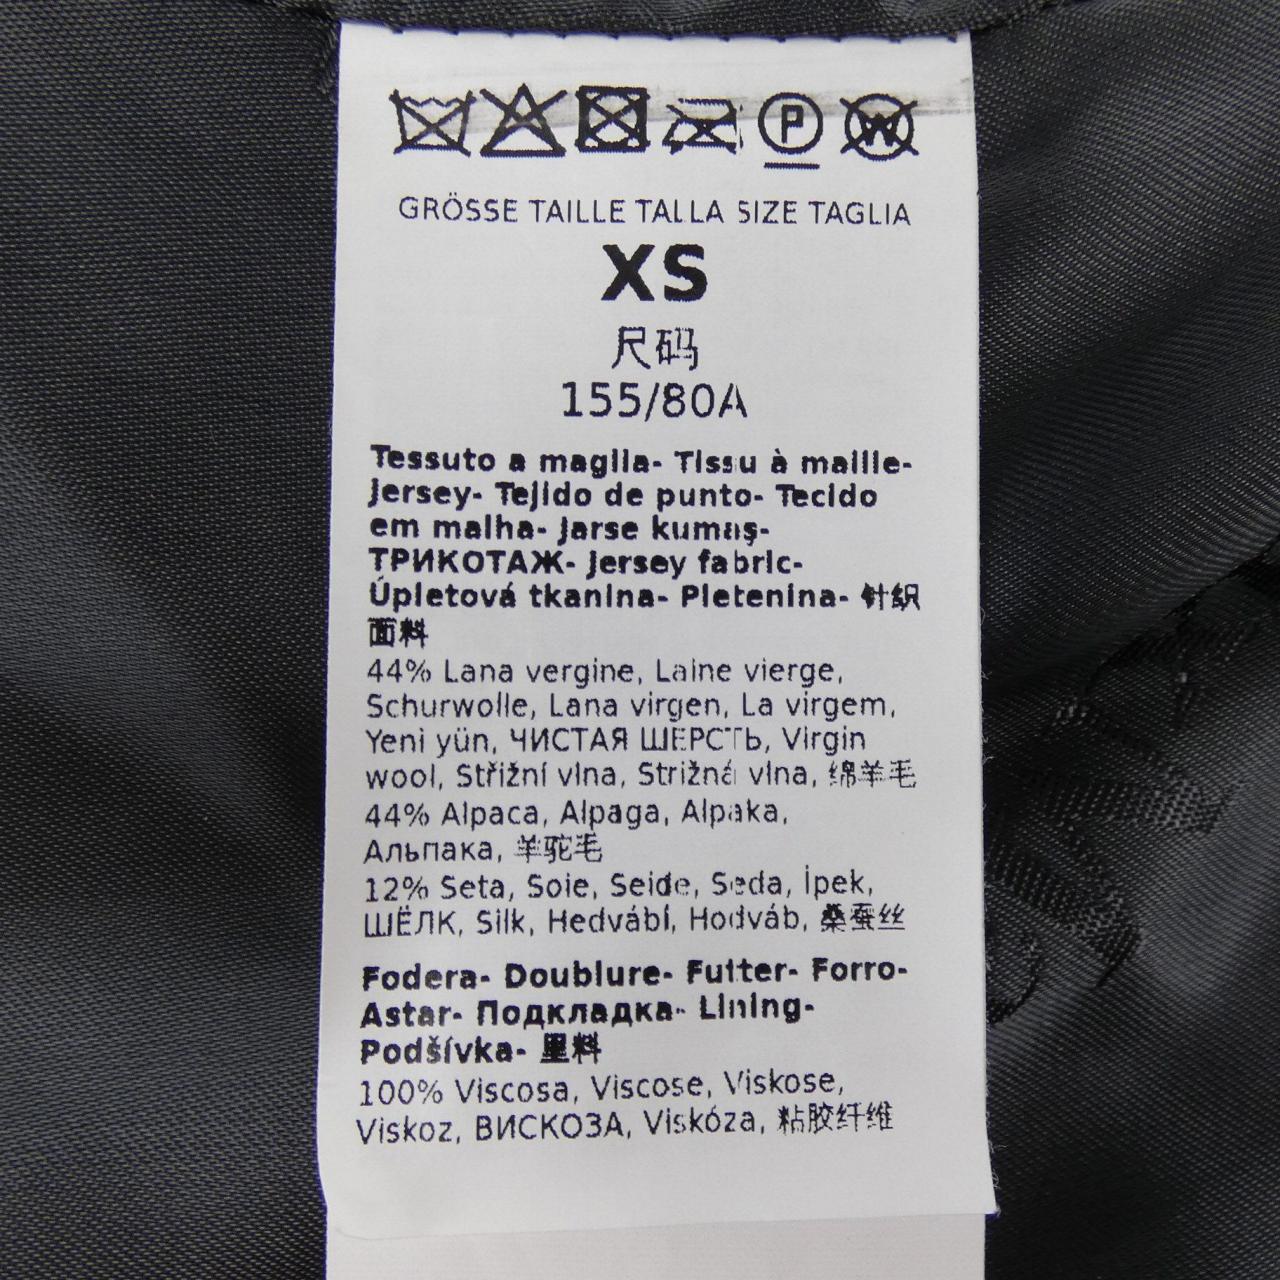 P W
GRÖSSE TAILLE TALLA SIZE TAGLIA
XS
尺码
155/80A
Tessuto a maglia- Tissu à maille-
Jersey- Tejido de punto- Tecido
em malha- Jarse kumaş-
ТРИКОТАЖ- Jersey fabric-
Úpletová tkanina- Pletenina- 针织
面料
44% Lana vergine, Laine vierge,
Schurwolle, Lana virgen, La virgem,
Yeni yün, ЧИСТАЯ ШЕРСТЬ, Virgin
wool, Střižní vlna, Strižná vlna, 绵羊毛
44% Alpaca, Alpaga, Alpaka,
Альпака, 羊驼毛
12% Seta, Soie, Seide, Seda, İpek,
ШЁЛК, Silk, Hedvábí, Hodváb, 桑蚕丝
Fodera- Doublure- Futter- Forro-
Astar- Подкладка- Lining-
Podšívka- 里料
100% Viscosa, Viscose, Viskose,
Viskoz, ВИСКОЗА, Viskóza, 粘胶纤维